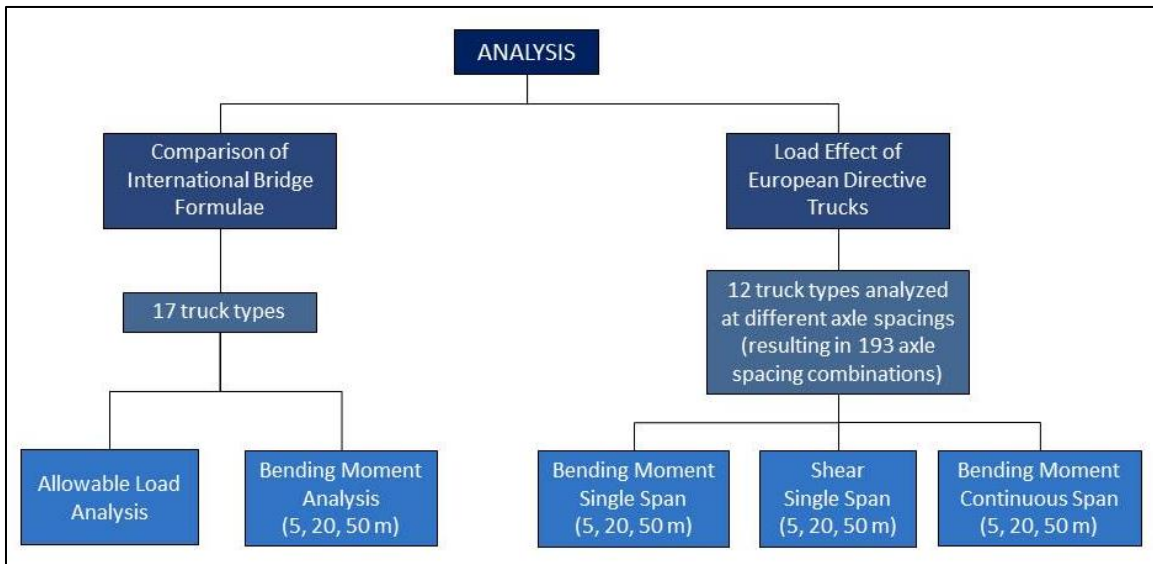 ANALYSIS
Comparison of
International Bridge
Formulae
Load Effect of
European Directive
Trucks
17 truck types
12 truck types analyzed
at different axle spacings
(resulting in 193 axle
spacing combinations)
Allowable Load
Analysis
Bending Moment
Analysis
(5, 20, 50 m)
Bending Moment
Single Span
(5, 20, 50 m)
Shear
Single Span
(5, 20, 50 m)
Bending Moment
Continuous Span
(5, 20, 50 m)